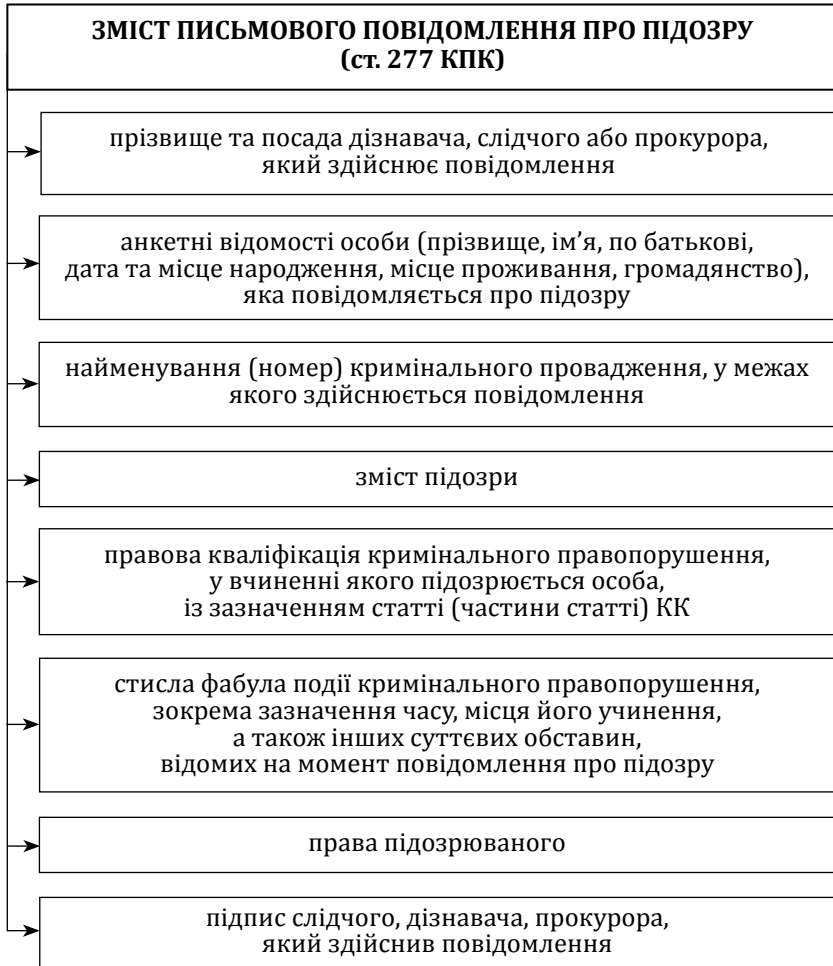 ЗМІСТ ПИСЬМОВОГО ПОВІДОМЛЕННЯ ПРО ПІДОЗРУ
(ст. 277 КПК)
прізвище та посада дізнавача, слідчого або прокурора,
який здійснює повідомлення
анкетні відомості особи (прізвище, ім’я, по батькові,
дата та місце народження, місце проживання, громадянство),
яка повідомляється про підозру
найменування (номер) кримінального провадження, у межах
якого здійснюється повідомлення
зміст підозри
правова кваліфікація кримінального правопорушення,
у вчиненні якого підозрюється особа,
із зазначенням статті (частини статті) КК
стисла фабула події кримінального правопорушення,
зокрема зазначення часу, місця його учинення,
а також інших суттєвих обставин,
відомих на момент повідомлення про підозру
права підозрюваного
підпис слідчого, дізнавача, прокурора,
який здійснив повідомлення